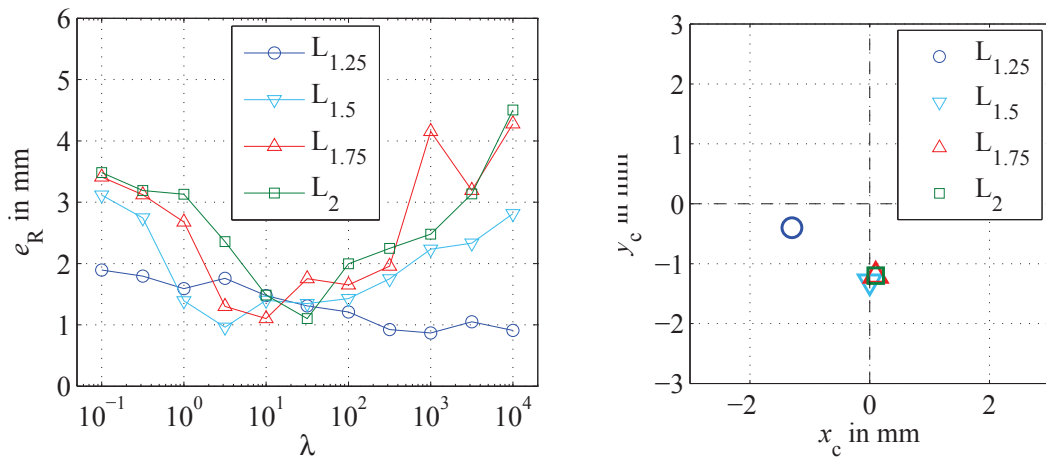 6
5
4
3
2
1
0
e_R in mm
L_1.25
L_1.5
L_1.75
L_2
10^−1 10^0 10^1 10^2 10^3 10^4
λ
3
2
1
0
−1
−2
−3
y_c in mm
L_1.25
L_1.5
L_1.75
L_2
−2 0 2
x_c in mm